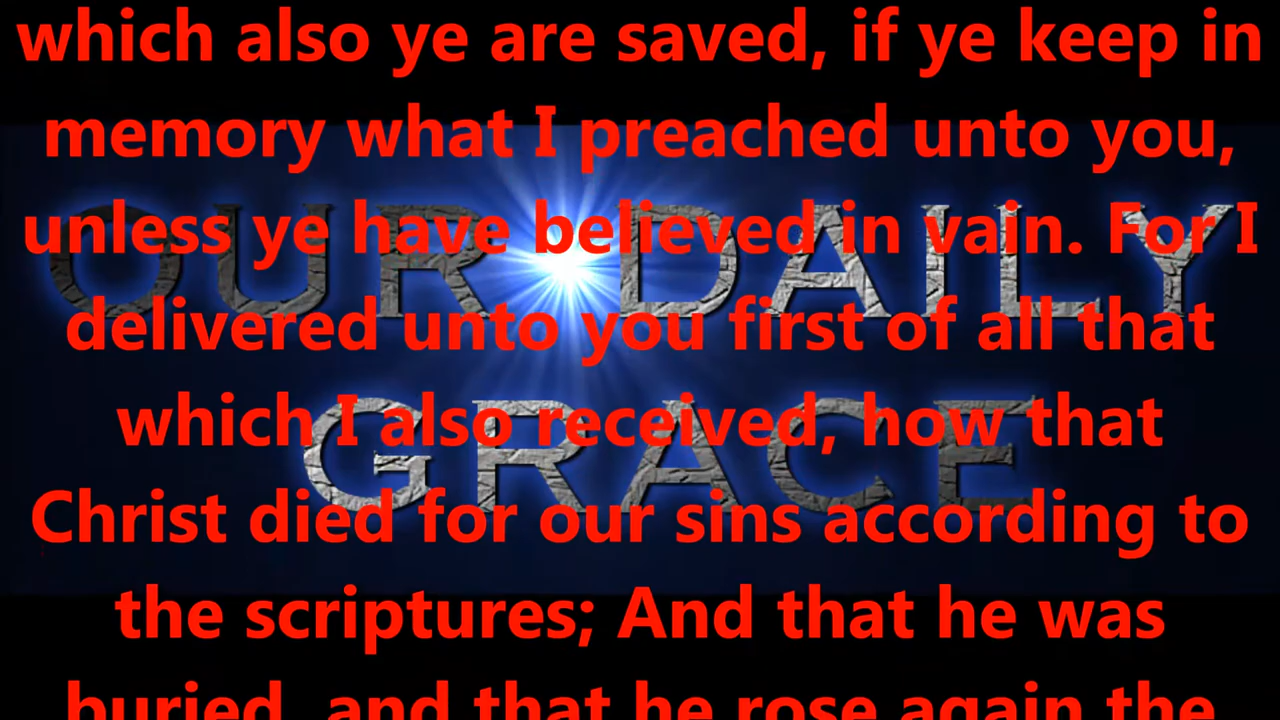 which also ye are saved, if ye keep in
memory what I preached unto you,
unless ye have believed in vain. For I
delivered unto you first of all that
which I also received, how that
Christ died for our sins according to
the scriptures; And that he was
buried, and that he rose again the
OUR DAILY
GRACE